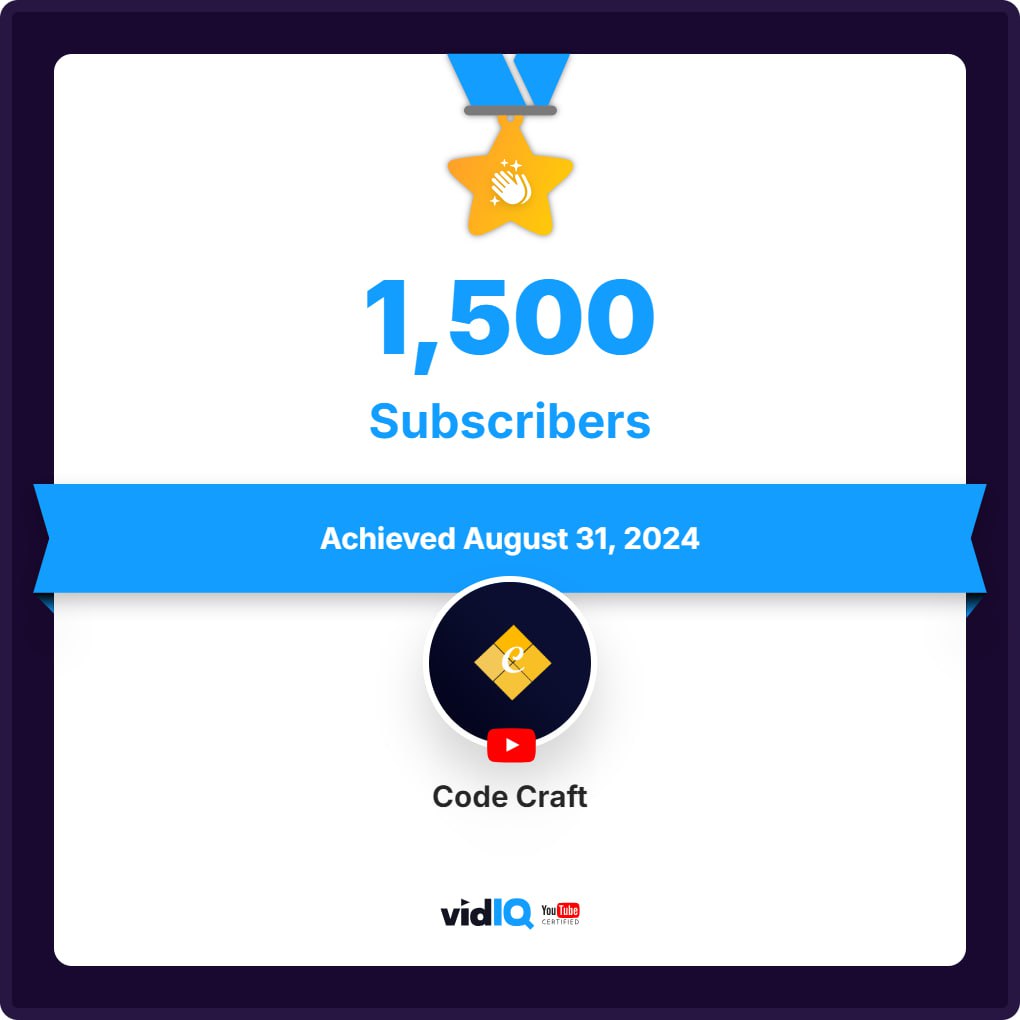 1,500
Subscribers
Achieved August 31, 2024
e
Code Craft
vidIQ YouTube
CERTIFIED